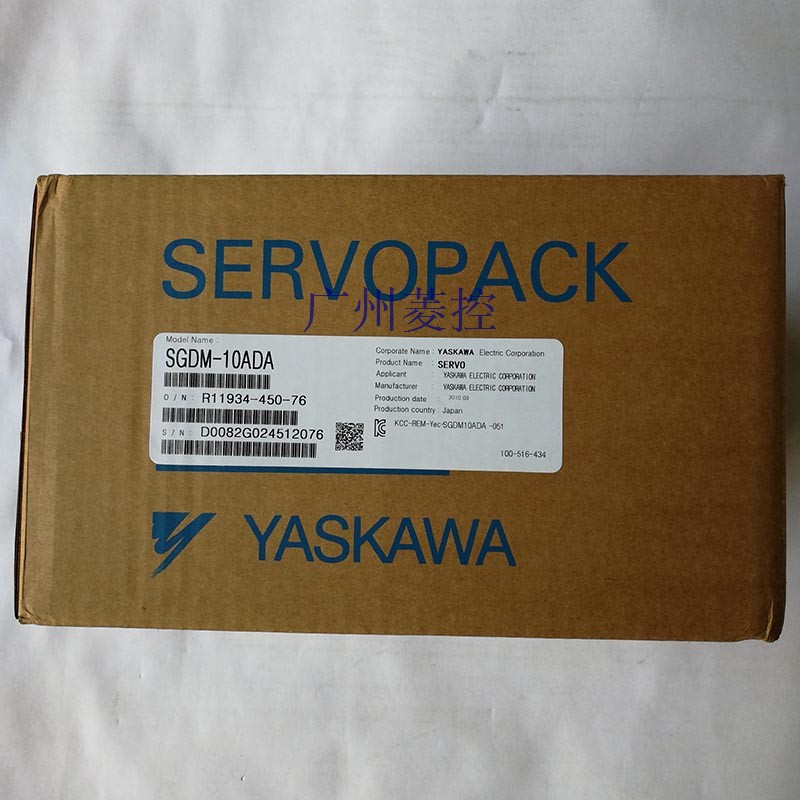 SERVOPACK
广州菱控
Model Name :
SGDM-10ADA
O / N : R11934-450-76
S / N : D0082G024512076
Corporate Name : YASKAWA Electric Corporation
Product Name : SERVO
Applicant : YASKAWA ELECTRIC CORPORATION
Manufacturer : YASKAWA ELECTRIC CORPORATION
Production date : 2010.08
Production country : Japan
KCC-REM-Yec-SGDM10ADA -051
100-516-434
YASKAWA